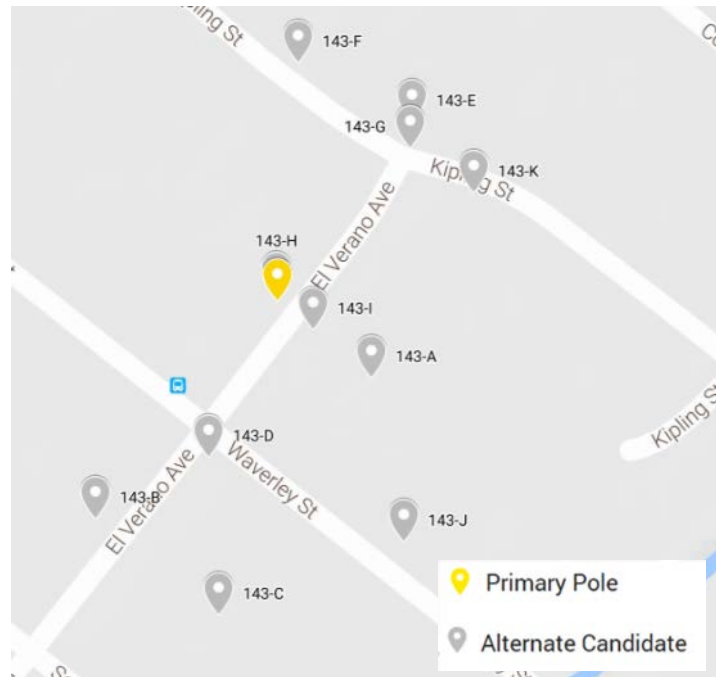 pling St
143-F
143-E
143-G
Kipling St
143-K
El Verano Ave
143-H
143-I
143-A
Kipling St
143-D
Waverley St
El Verano Ave
143-B
143-J
143-C
Primary Pole
Alternate Candidate